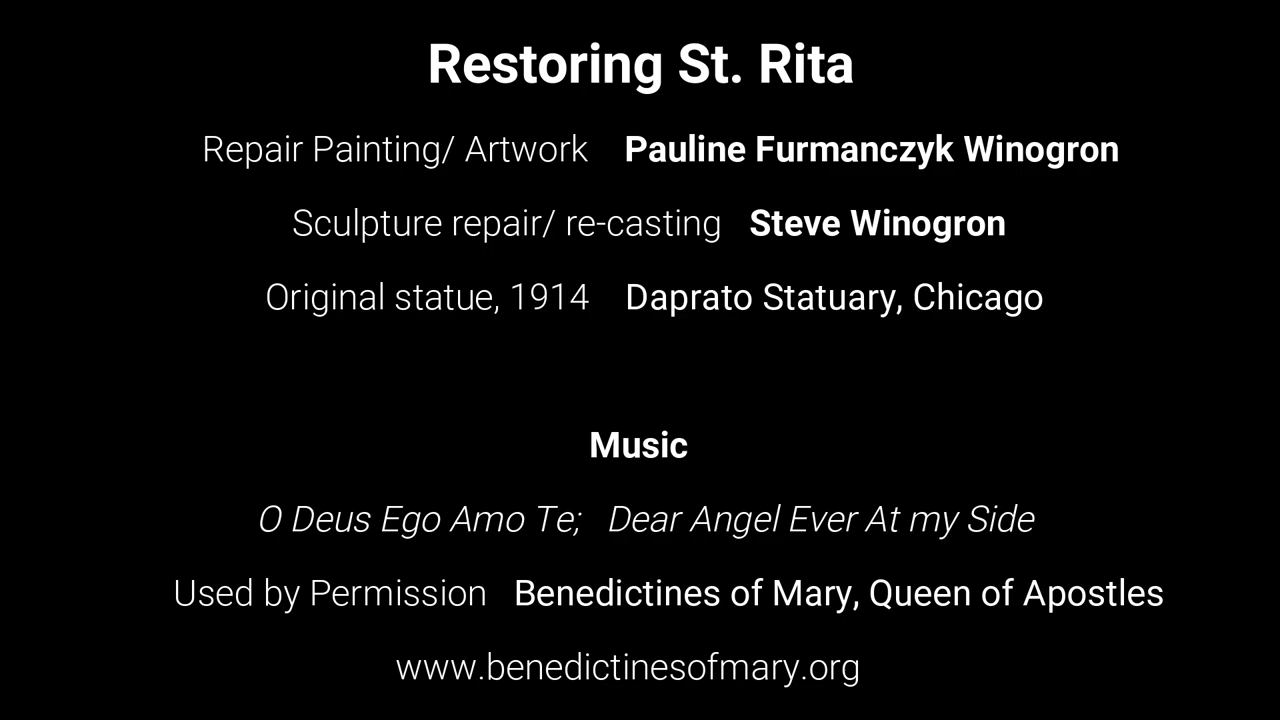 Restoring St. Rita
Repair Painting/ Artwork Pauline Furmanczyk Winogron
Sculpture repair/ re-casting Steve Winogron
Original statue, 1914 Daprato Statuary, Chicago
Music
O Deus Ego Amo Te; Dear Angel Ever At my Side
Used by Permission Benedictines of Mary, Queen of Apostles
www.benedictinesofmary.org